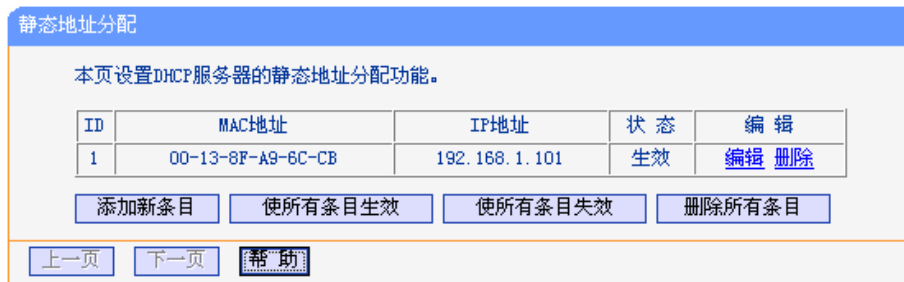 静态地址分配
本页设置DHCP服务器的静态地址分配功能。
ID MAC地址 IP地址 状 态 编 辑
1 00-13-8F-A9-6C-CB 192.168.1.101 生效 编辑 删除
添加新条目 使所有条目生效 使所有条目失效 删除所有条目
上一页 下一页 帮 助